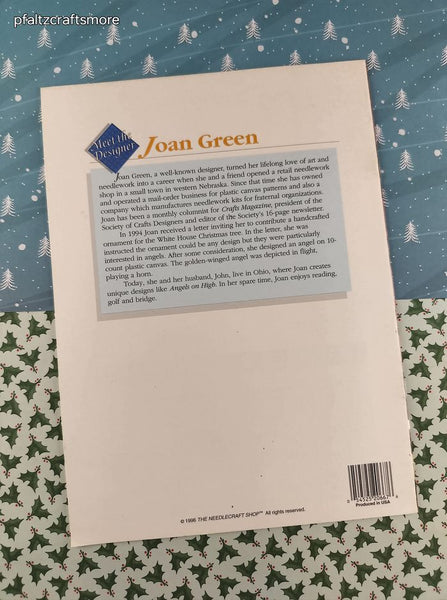 pfaltzcraftsmore
Meet the
Designer
Joan Green
Joan Green, a well-known designer, turned her lifelong love of art and
needlework into a career when she and a friend opened a retail needlework
shop in a small town in western Nebraska. Since that time she has owned
and operated a mail-order business for plastic canvas patterns and also a
company which manufactures needlework kits for fraternal organizations.
Joan has been a monthly columnist for Crafts Magazine, president of the
Society of Crafts Designers and editor of the Society's 16-page newsletter.
In 1994 Joan received a letter inviting her to contribute a handcrafted
ornament for the White House Christmas tree. In the letter, she was
instructed the ornament could be any design but they were particularly
interested in angels. After some consideration, she designed an angel on 10-
count plastic canvas. The golden-winged angel was depicted in flight,
playing a horn.
Today, she and her husband, John, live in Ohio, where Joan creates
unique designs like Angels on High. In her spare time, Joan enjoys reading,
golf and bridge.
Produced in USA
© 1996 THE NEEDLECRAFT SHOP™ All rights reserved.